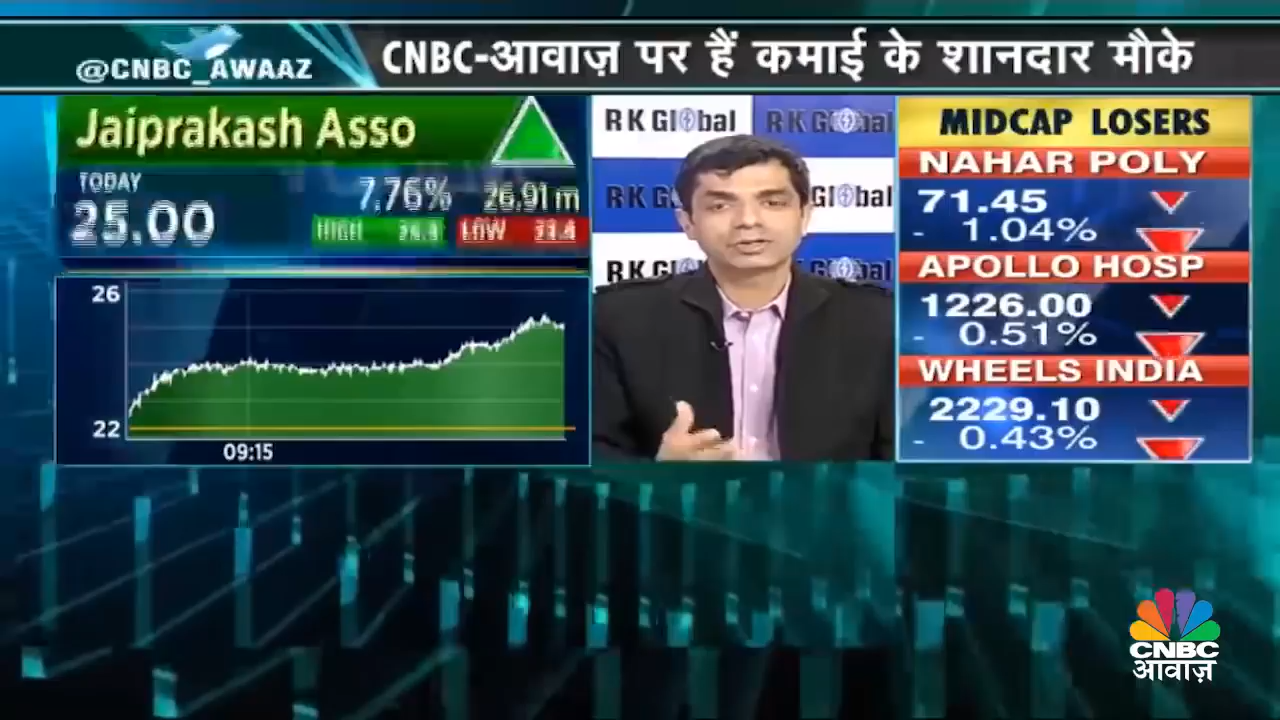 @CNBC_AWAAZ
CNBC-आवाज़ पर हैं कमाई के शानदार मौके
Jaiprakash Asso
TODAY
25.00
7.76%
26.91 m
HIGH
LOW
26
22
09:15
RK Global RK Global
RK G Global
RK Gl Global
MIDCAP LOSERS
NAHAR POLY
71.45
- 1.04%
APOLLO HOSP
1226.00
- 0.51%
WHEELS INDIA
2229.10
- 0.43%
CNBC
आवाज़